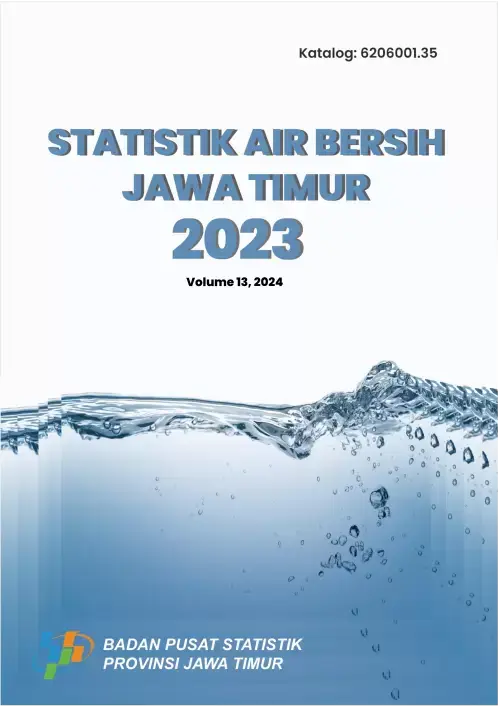 Katalog: 6206001.35
STATISTIK AIR BERSIH
JAWA TIMUR
2023
Volume 13, 2024
BADAN PUSAT STATISTIK
PROVINSI JAWA TIMUR